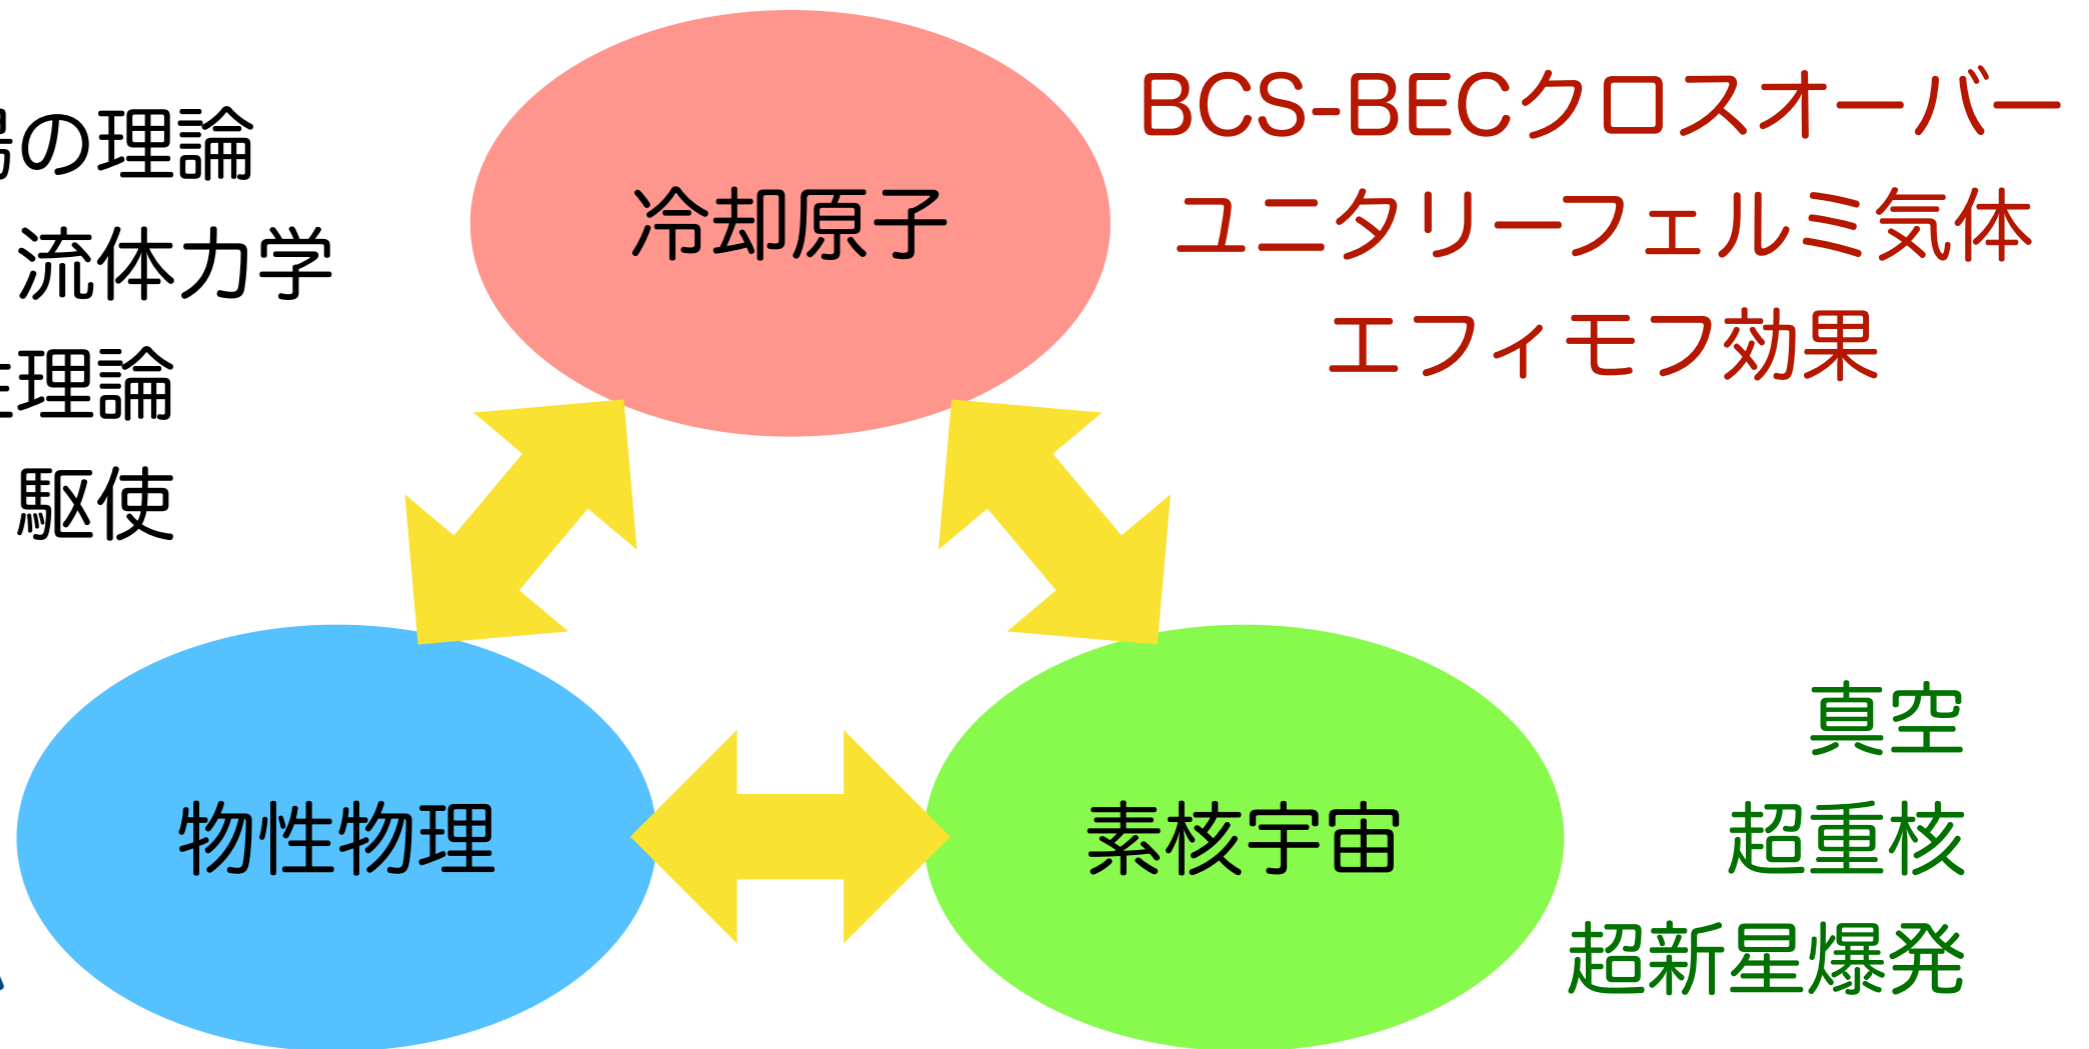 の理論
流体力学
理論
駆使
冷却原子
BCS-BECクロスオーバー
ユニタリーフェルミ気体
エフィモフ効果
物性物理
素核宇宙
真空
超重核
超新星爆発